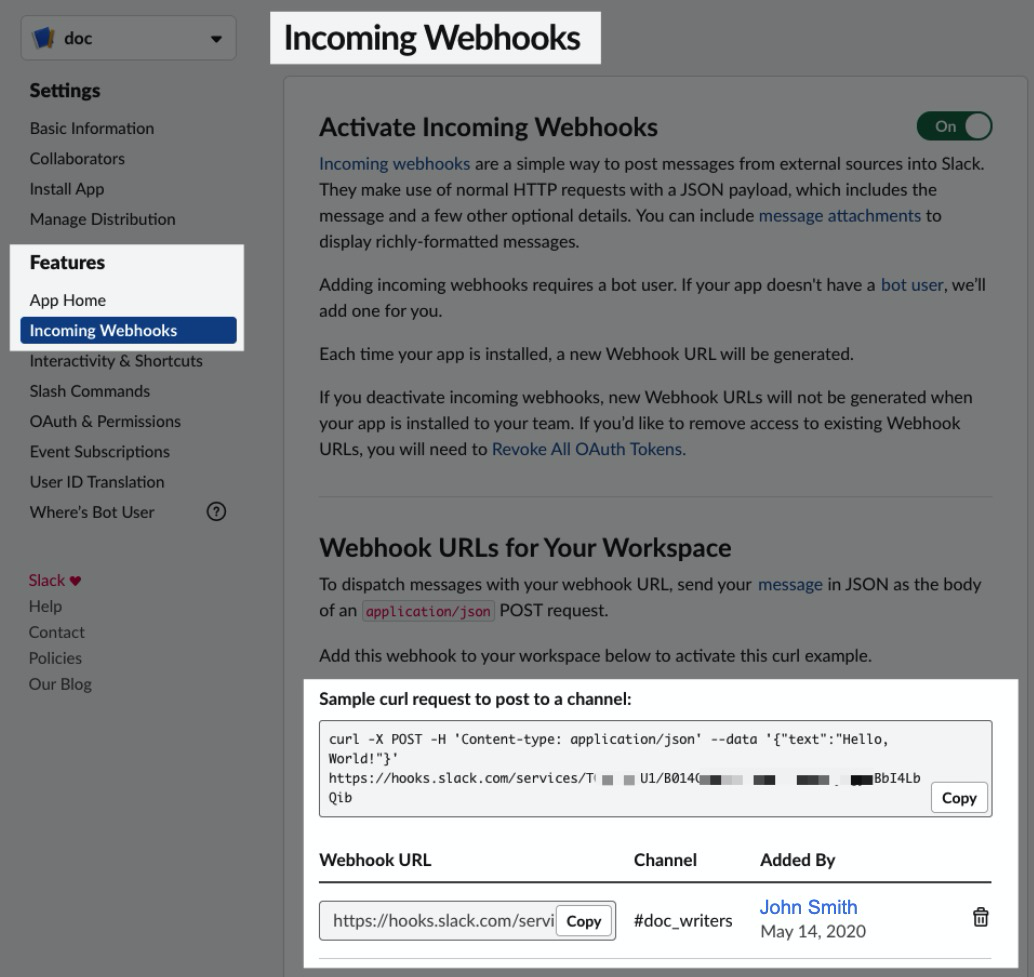 doc
Incoming Webhooks
Settings
Basic Information
Collaborators
Install App
Manage Distribution
Features
App Home
Incoming Webhooks
Interactivity & Shortcuts
Slash Commands
OAuth & Permissions
Event Subscriptions
User ID Translation
Where's Bot User
?
Slack ♥
Help
Contact
Policies
Our Blog
Activate Incoming Webhooks
On
Incoming webhooks are a simple way to post messages from external sources into Slack.
They make use of normal HTTP requests with a JSON payload, which includes the
message and a few other optional details. You can include message attachments to
display richly-formatted messages.
Adding incoming webhooks requires a bot user. If your app doesn't have a bot user, we'll
add one for you.
Each time your app is installed, a new Webhook URL will be generated.
If you deactivate incoming webhooks, new Webhook URLs will not be generated when
your app is installed to your team. If you'd like to remove access to existing Webhook
URLs, you will need to Revoke All OAuth Tokens.
Webhook URLs for Your Workspace
To dispatch messages with your webhook URL, send your message in JSON as the body
of an application/json POST request.
Add this webhook to your workspace below to activate this curl example.
Sample curl request to post to a channel:
curl -X POST -H 'Content-type: application/json' --data '{"text":"Hello,
World!"}'
https://hooks.slack.com/services/T U1/B014 BbI4Lb
Qib
Copy
Webhook URL Channel Added By
https://hooks.slack.com/servi Copy #doc_writers John Smith
May 14, 2020